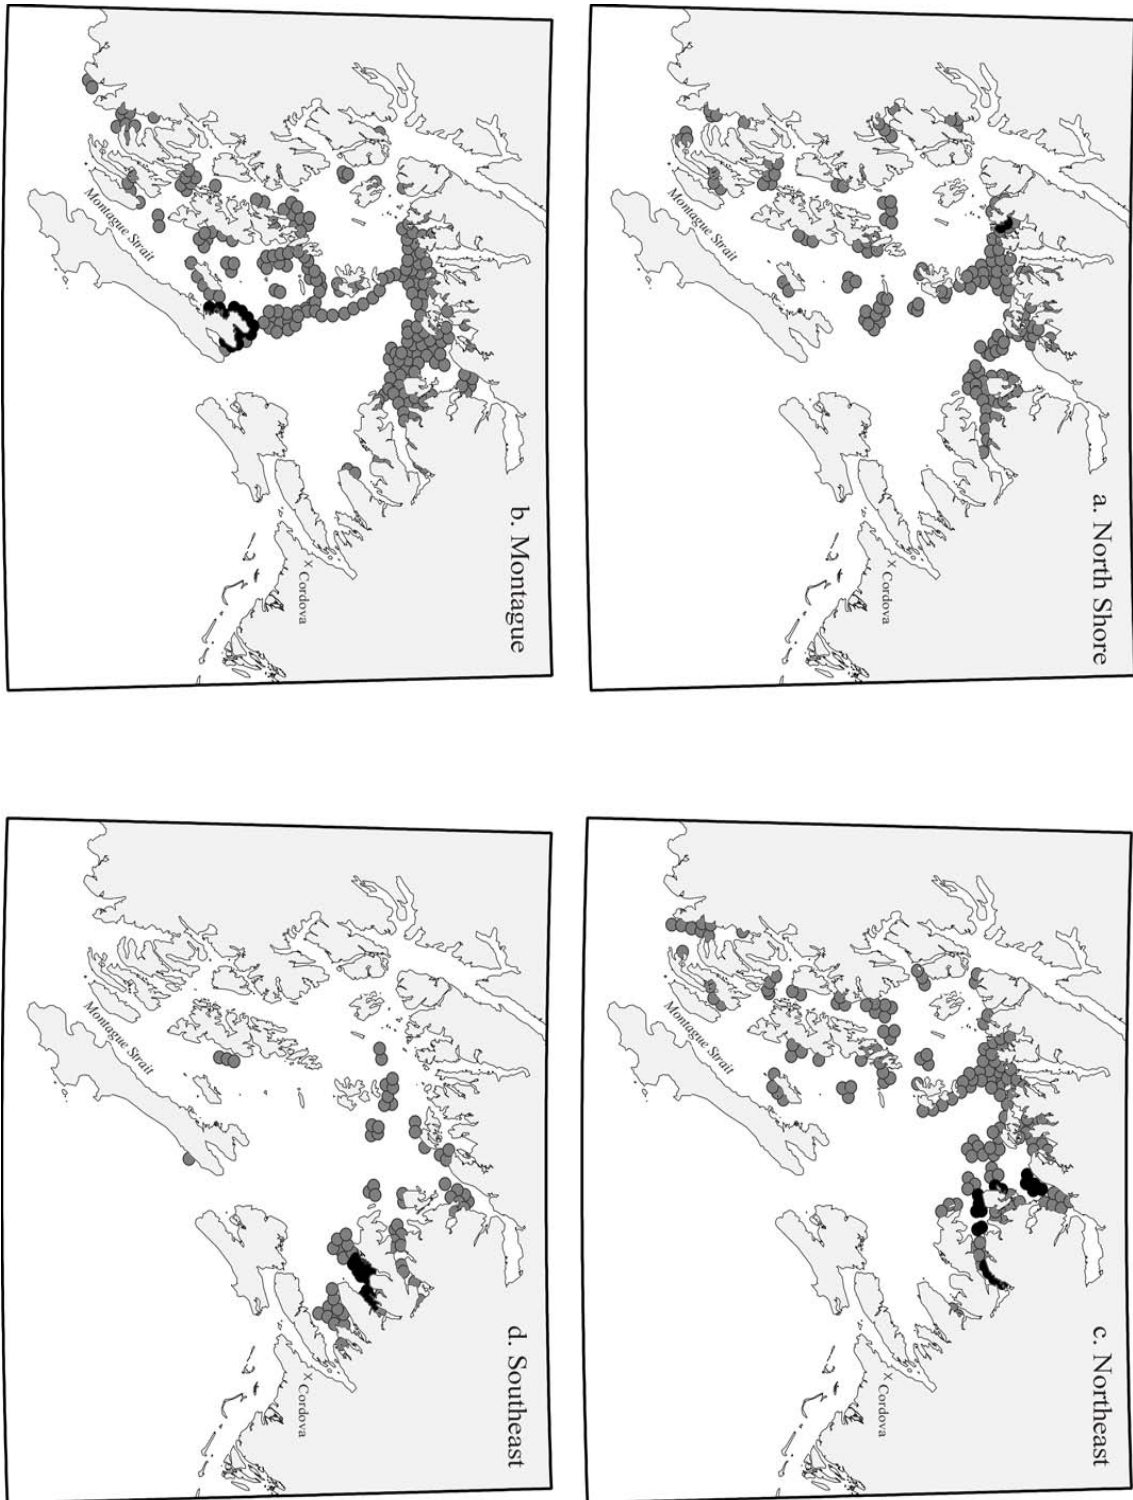 a. North Shore
Montague Strait
Cordova
b. Montague
Montague Strait
Cordova
c. Northeast
Montague Strait
Cordova
d. Southeast
Montague Strait
Cordova